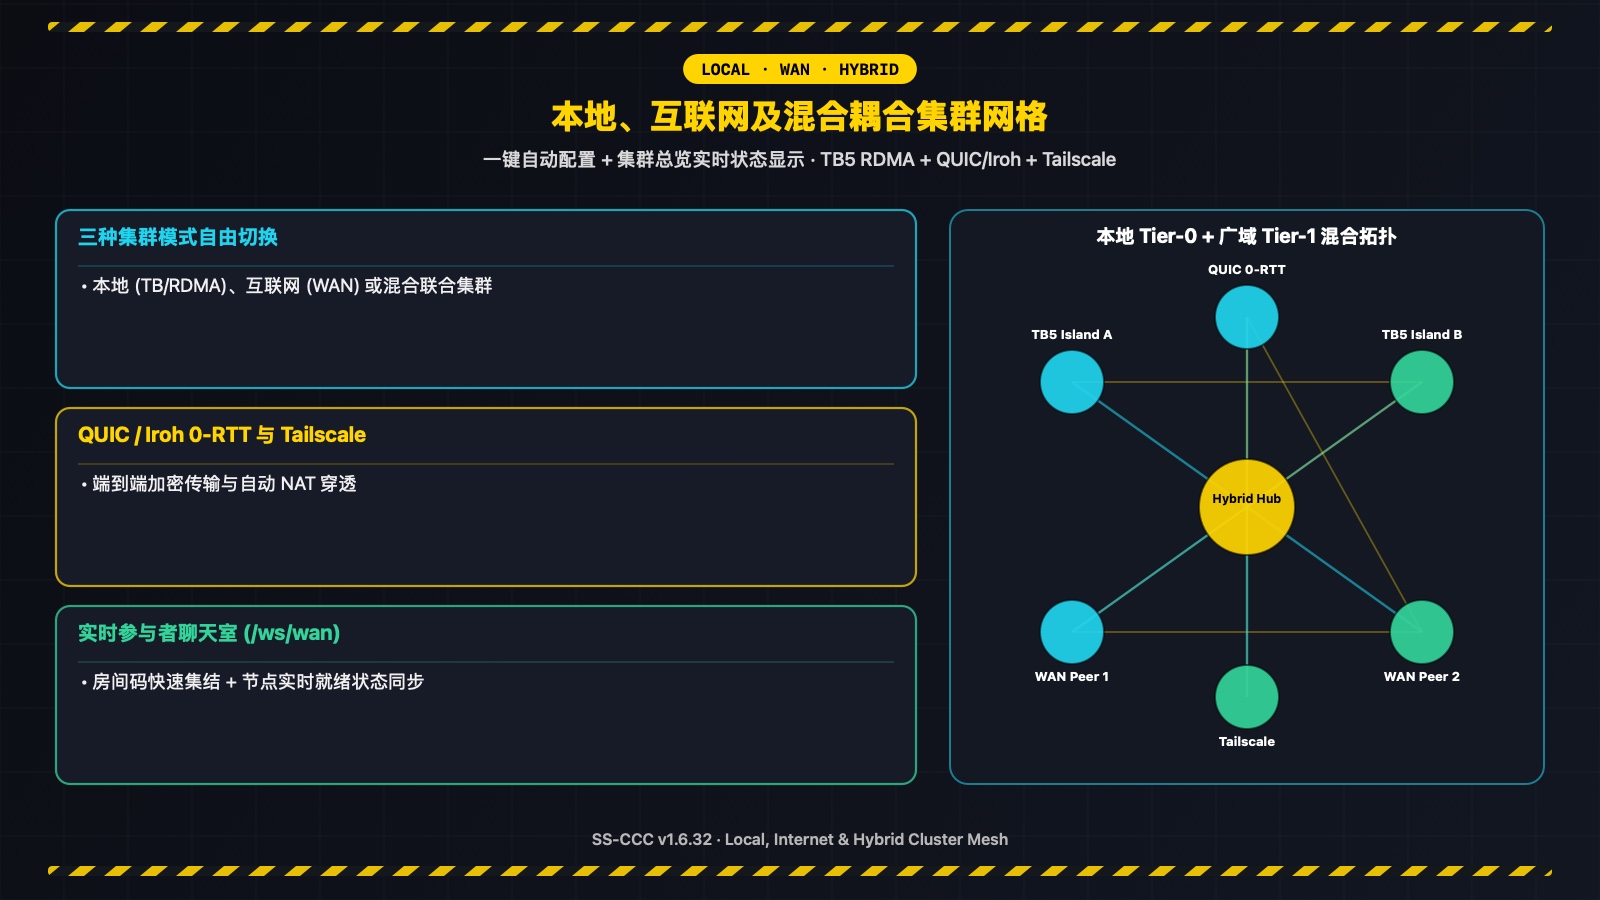 LOCAL · WAN · HYBRID
本地、互联网及混合耦合集群网格
一键自动配置 + 集群总览实时状态显示 · TB5 RDMA + QUIC/Iroh + Tailscale
三种集群模式自由切换
• 本地 (TB/RDMA)、互联网 (WAN) 或混合联合集群
QUIC / Iroh 0-RTT 与 Tailscale
• 端到端加密传输与自动 NAT 穿透
实时参与者聊天室 (/ws/wan)
• 房间码快速集结 + 节点实时就绪状态同步
本地 Tier-0 + 广域 Tier-1 混合拓扑
QUIC 0-RTT
TB5 Island A
TB5 Island B
Hybrid Hub
WAN Peer 1
WAN Peer 2
Tailscale
SS-CCC v1.6.32 · Local, Internet & Hybrid Cluster Mesh